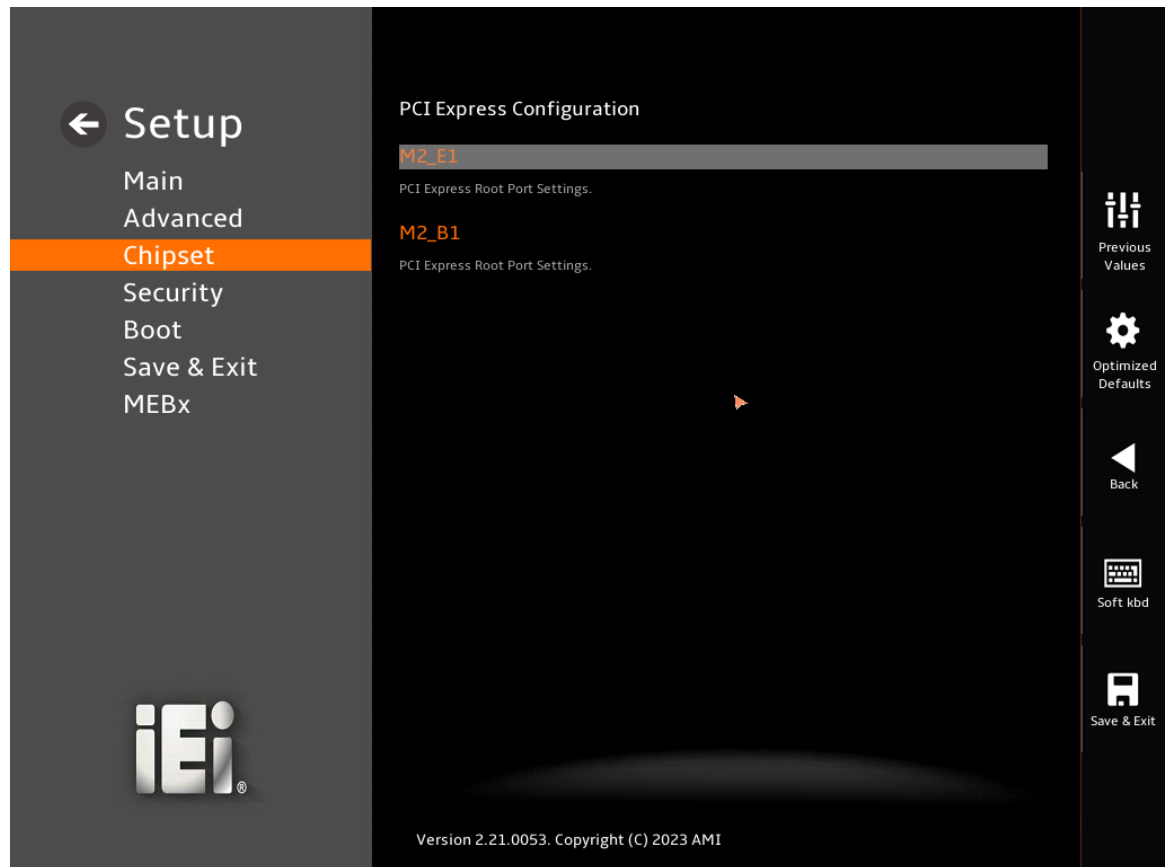 Setup
Main
Advanced
Chipset
Security
Boot
Save & Exit
MEBx
iEi®
PCI Express Configuration
M2_E1
PCI Express Root Port Settings.
M2_B1
PCI Express Root Port Settings.
Version 2.21.0053. Copyright (C) 2023 AMI
Previous
Values
Optimized
Defaults
Back
Soft kbd
Save & Exit